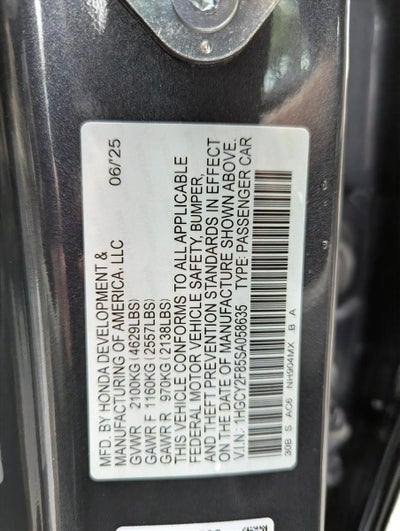 MFD. BY HONDA DEVELOPMENT & 06/25
MANUFACTURING OF AMERICA, LLC
GVWR 2100KG(4629LBS)
GAWR F 1160KG(2557LBS)
GAWR R 970KG(2138LBS)
THIS VEHICLE CONFORMS TO ALL APPLICABLE
FEDERAL MOTOR VEHICLE SAFETY, BUMPER,
AND THEFT PREVENTION STANDARDS IN EFFECT
ON THE DATE OF MANUFACTURE SHOWN ABOVE.
V.I.N.: 1HGCY2F85SA058635 TYPE: PASSENGER CAR
30B S AC6 NH904MX B A